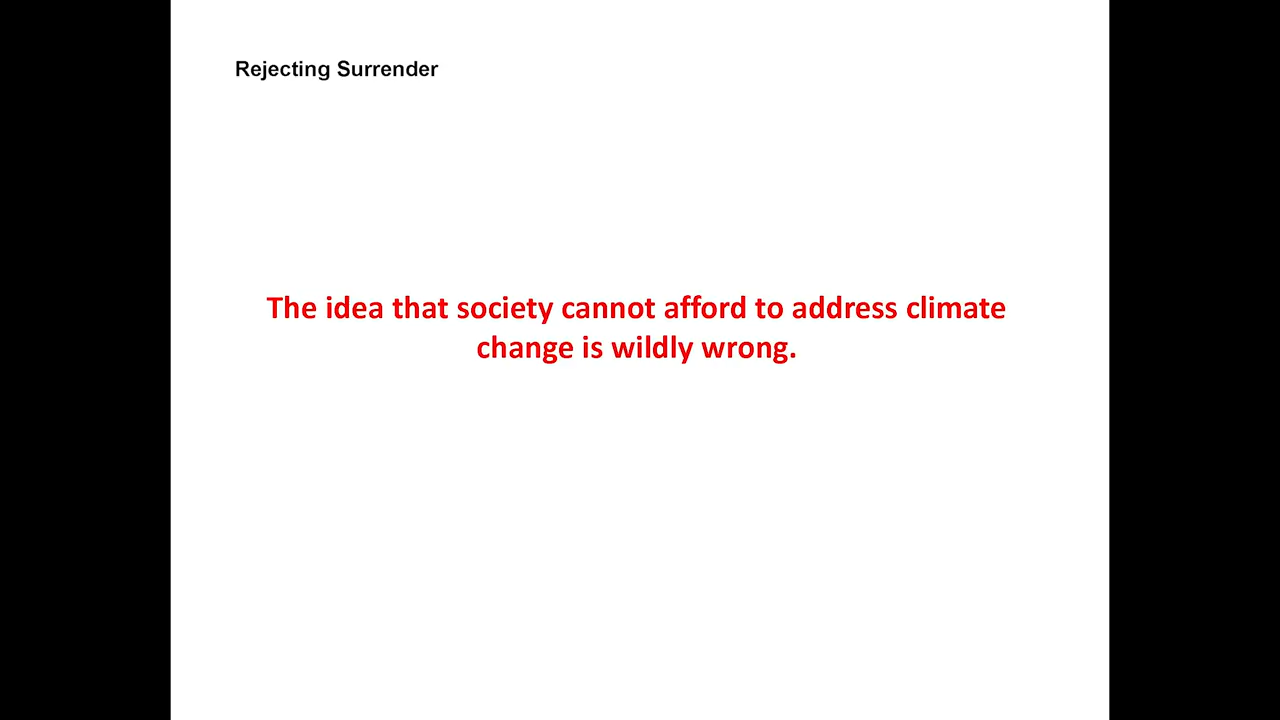 Rejecting Surrender
The idea that society cannot afford to address climate
change is wildly wrong.